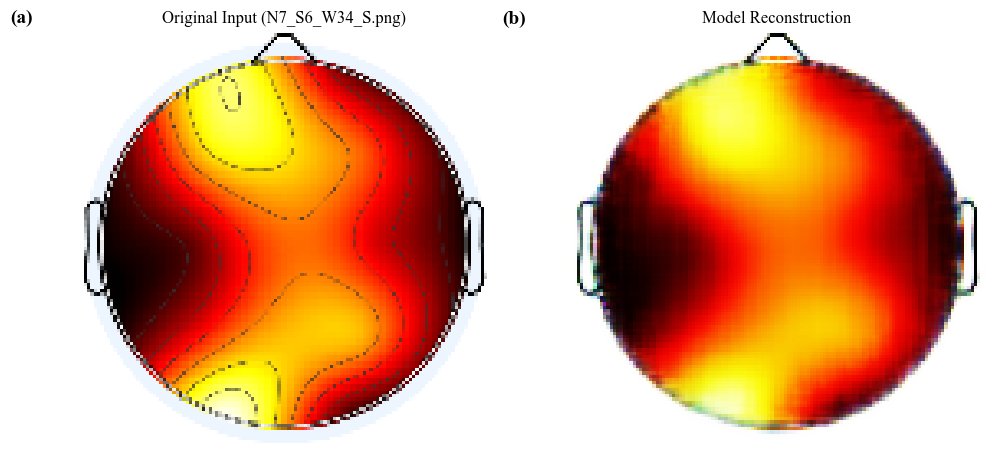 (a) Original Input (N7_S6_W34_S.png)
(b) Model Reconstruction